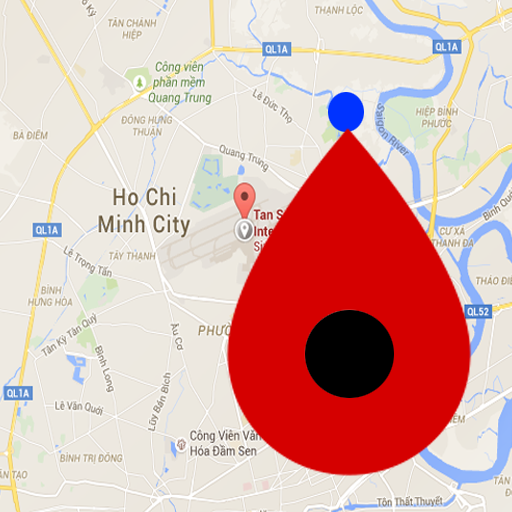 TÂN CHÁNH
HIỆP
THẠNH LỘC
QL1A
QL1A
Công viên
phần mềm
Quang Trung
Lê Đức Thọ
HIỆP BÌNH
PHƯỚC
Saigon River
ĐÔNG HƯNG
THUẬN
BÀ ĐIỂM
Quang Trung
Ho Chi
Minh City
Tan S
Inte
Si
QL1A
CƯ XÁ
THANH ĐA
Bình Quới
TÂY THẠNH
Lê Trọng Tấn
THẢO ĐIỀ
BÌNH
HƯNG HÒA
QL52
Tân Kỳ Tân Quý
Âu Cơ
PHƯỜ
Bình Long
Lũy Bán Bích
QL1A
Lê Văn Quới
Công Viên Văn
Hóa Đầm Sen
BÌNH TRỊ ĐÔNG
TÂN TẠO
Tôn Thất Thuyết